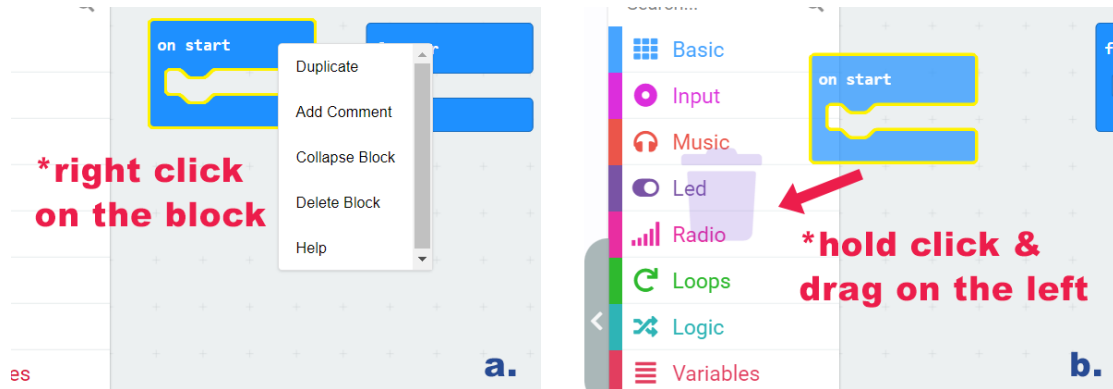 on start
Duplicate
Add Comment
Collapse Block
Delete Block
Help
*right click
on the block
es
a.
Basic
Input
Music
Led
Radio
Loops
Logic
Variables
on start
f
*hold click &
drag on the left
b.